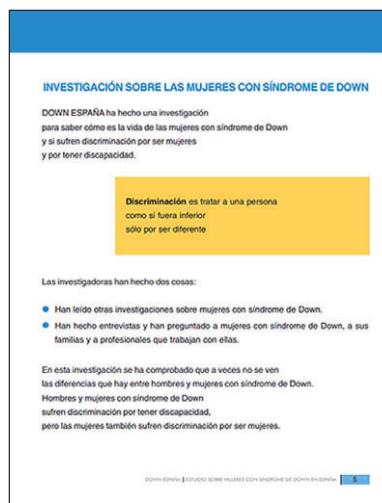 INVESTIGACIÓN SOBRE LAS MUJERES CON SÍNDROME DE DOWN
DOWN ESPAÑA ha hecho una investigación
para saber cómo es la vida de las mujeres con síndrome de Down
y si sufren discriminación por ser mujeres
y por tener discapacidad.
Discriminación es tratar a una persona
como si fuera inferior
sólo por ser diferente
Las investigadoras han hecho dos cosas:
Han leído otras investigaciones sobre mujeres con síndrome de Down.
Han hecho entrevistas y han preguntado a mujeres con síndrome de Down, a sus
familias y a profesionales que trabajan con ellas.
En esta investigación se ha comprobado que a veces no se ven
las diferencias que hay entre hombres y mujeres con síndrome de Down.
Hombres y mujeres con síndrome de Down
sufren discriminación por tener discapacidad,
pero las mujeres también sufren discriminación por ser mujeres.
DOWN ESPAÑA | ESTUDIO SOBRE MUJERES CON SÍNDROME DE DOWN EN ESPAÑA 5